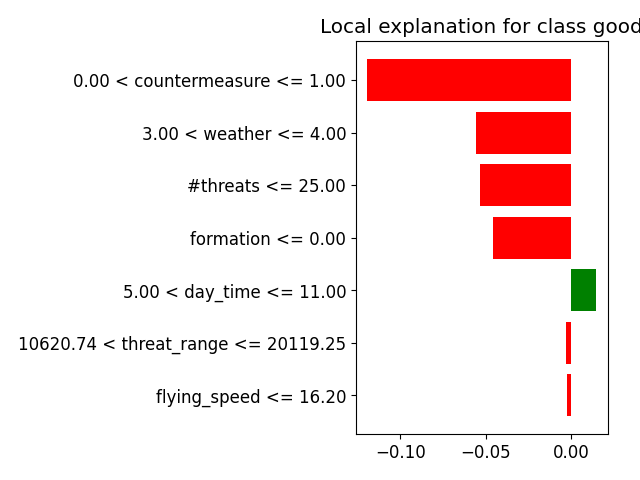 Local explanation for class good
0.00 < countermeasure <= 1.00
3.00 < weather <= 4.00
#threats <= 25.00
formation <= 0.00
5.00 < day_time <= 11.00
10620.74 < threat_range <= 20119.25
flying_speed <= 16.20
−0.10 −0.05 0.00